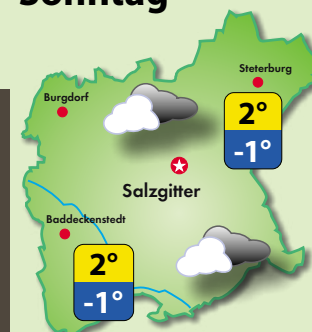 Sonntag
Steterburg
Burgdorf
2°
-1°
Salzgitter
Baddeckenstedt
2°
-1°